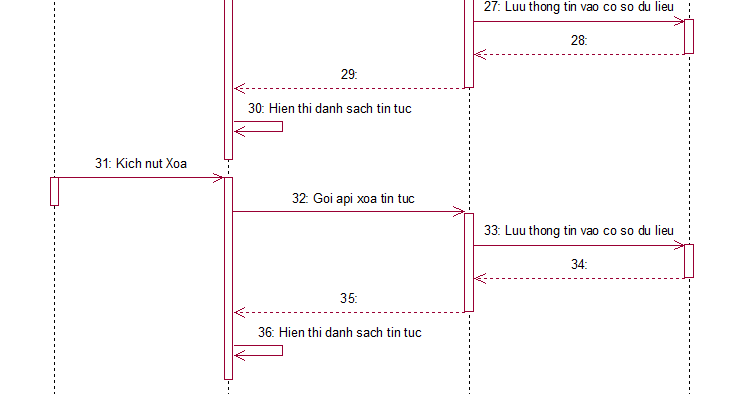 27: Luu thong tin vao co so du lieu
28:
29:
30: Hien thi danh sach tin tuc
31: Kich nut Xoa
32: Goi api xoa tin tuc
33: Luu thong tin vao co so du lieu
34:
35:
36: Hien thi danh sach tin tuc